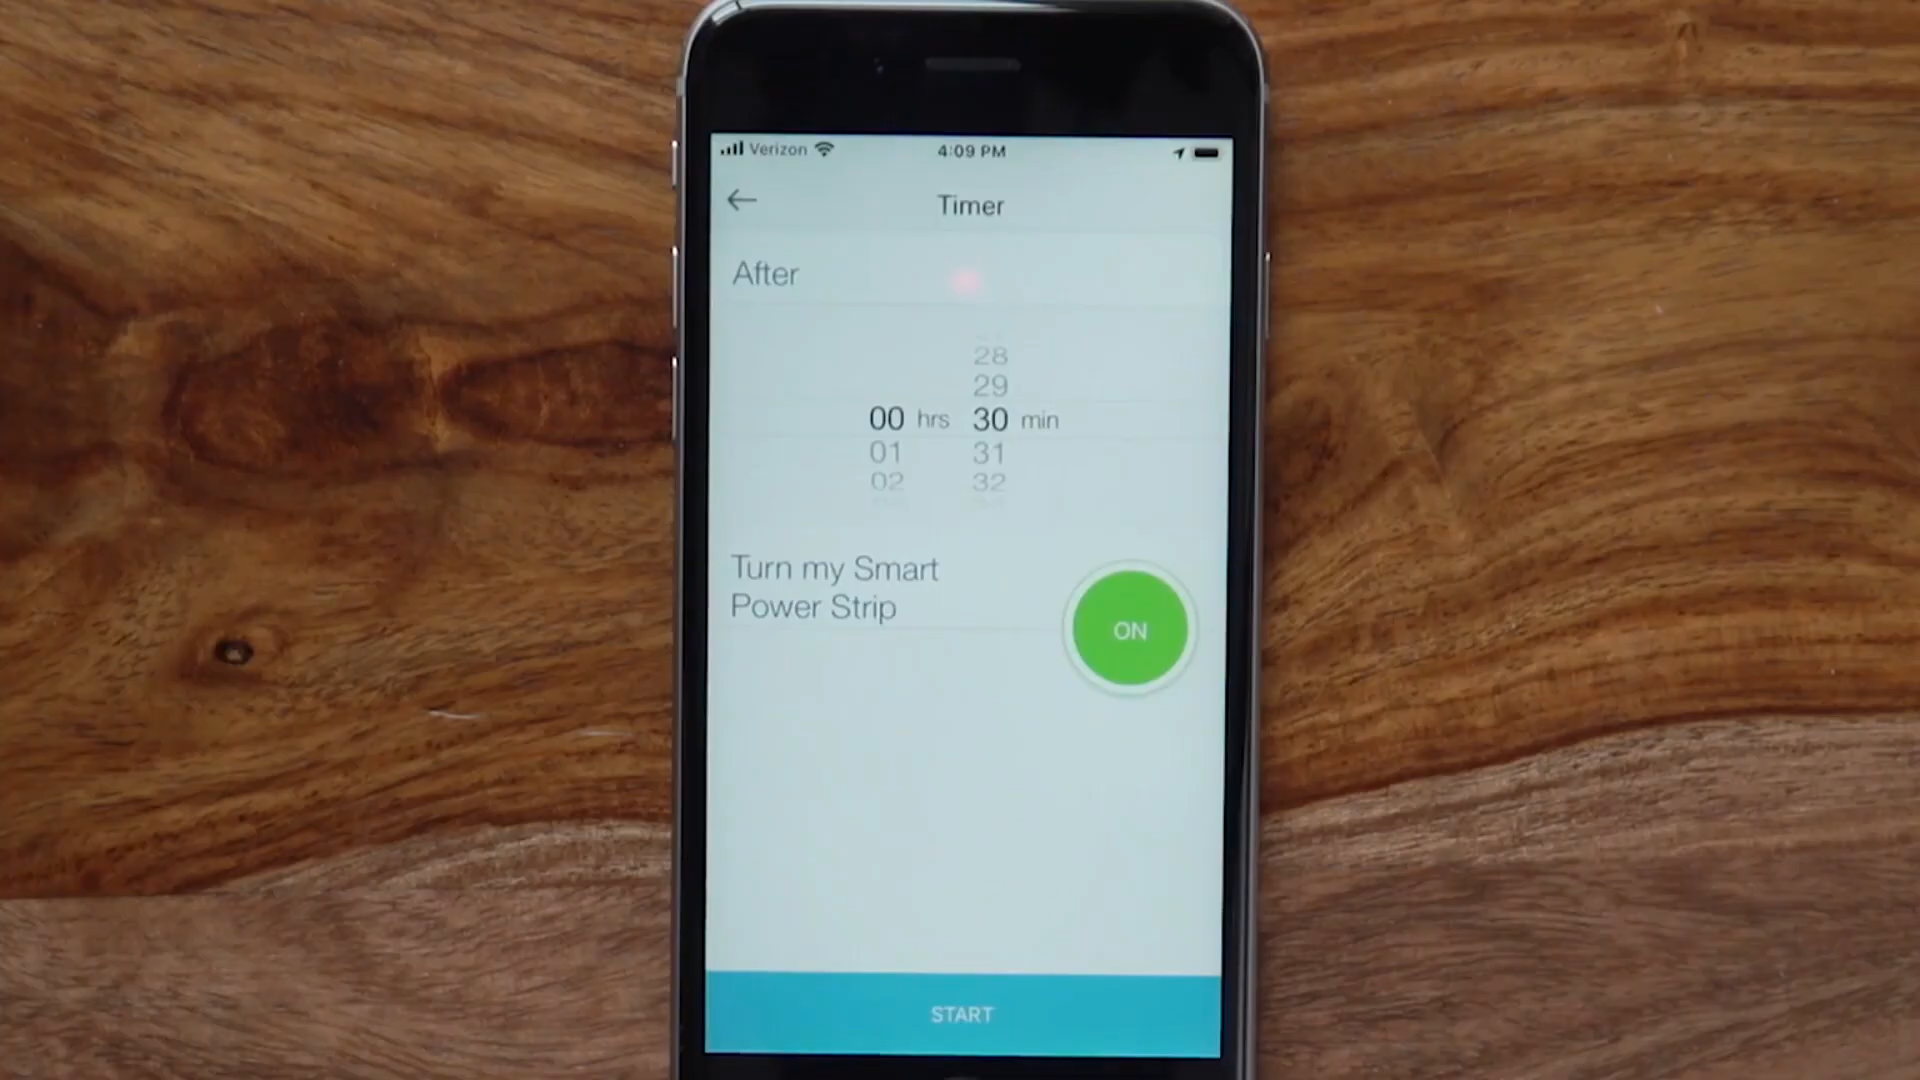 Verizon 4:09 PM
Timer
After
28
29
00 hrs 30 min
01 31
02 32
Turn my Smart
Power Strip
ON
START